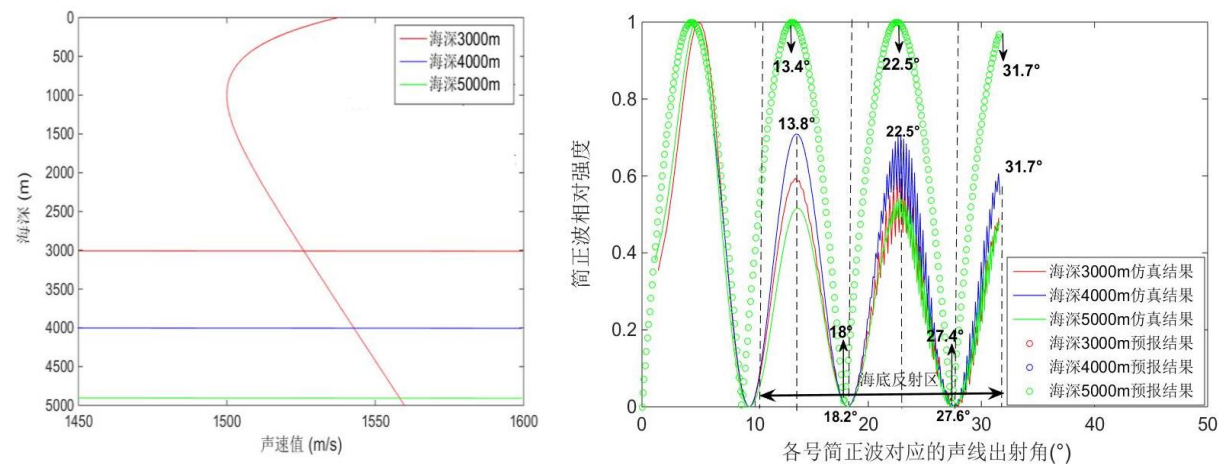 0
500
1000
1500
2000
2500
3000
3500
4000
4500
5000
海深 (m)
1450
1500
1550
1600
声速值 (m/s)
海深3000m
海深4000m
海深5000m
1
0.8
0.6
0.4
0.2
0
简正波相对强度
13.4°
22.5°
31.7°
13.8°
22.5°
31.7°
18°
27.4°
海底反射区
18.2°
27.6°
海深3000m仿真结果
海深4000m仿真结果
海深5000m仿真结果
海深3000m预报结果
海深4000m预报结果
海深5000m预报结果
0
10
20
30
40
50
各号简正波对应的声线出射角(°)